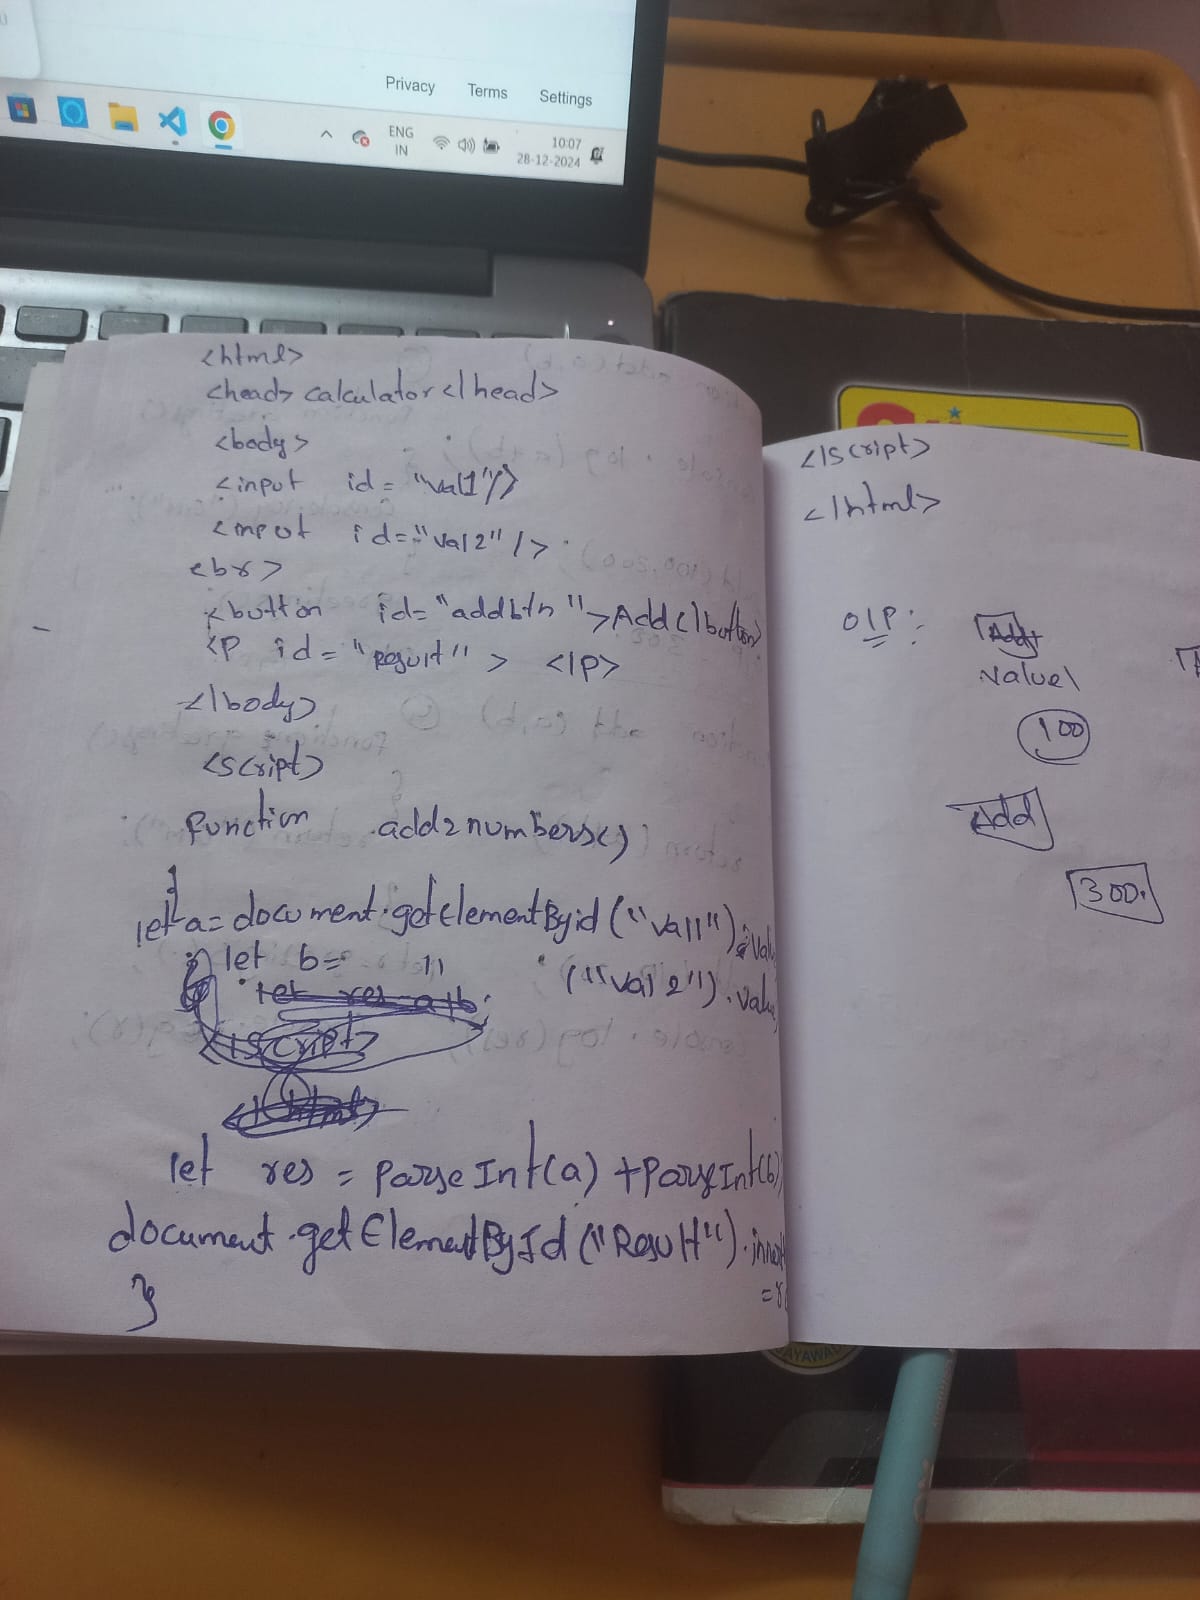 Privacy Terms Settings
ENG
IN
10:07
28-12-2024
<html>
<head> calculator </head>
<body>
<input id = "val1"/>
<input id="val2" />
<br>
<button id="addbtn">Add</button>
<P id="Result"> </P>
</body>
<script>
function add2numbers()
{
let a= document.getElementByid("val1").valu
let b= 11 ("val2").value
let res = a+b;
</script>
</html>
let res = parseInt(a) +ParseInt(b)
document.getElementById("Result").inner
=r
}
</script>
</html>
O/P:
Add
value1
100
Add
300.